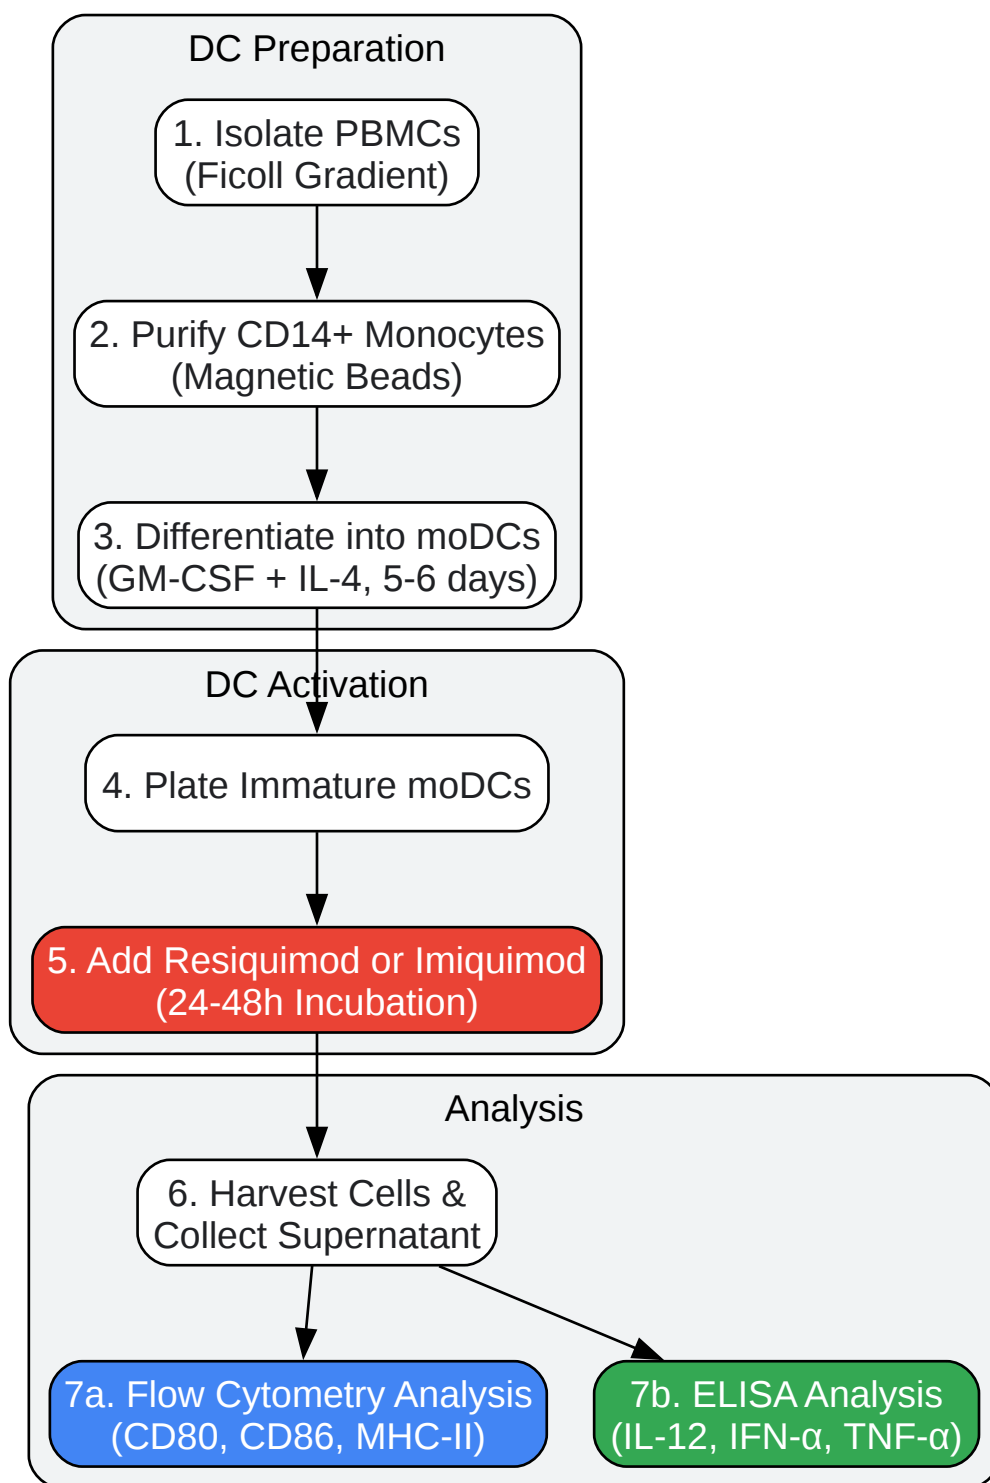 DC Preparation
1. Isolate PBMCs
(Ficoll Gradient)
2. Purify CD14+ Monocytes
(Magnetic Beads)
3. Differentiate into moDCs
(GM-CSF + IL-4, 5-6 days)
DC Activation
4. Plate Immature moDCs
5. Add Resiquimod or Imiquimod
(24-48h Incubation)
Analysis
6. Harvest Cells &
Collect Supernatant
7a. Flow Cytometry Analysis
(CD80, CD86, MHC-II)
7b. ELISA Analysis
(IL-12, IFN-α, TNF-α)